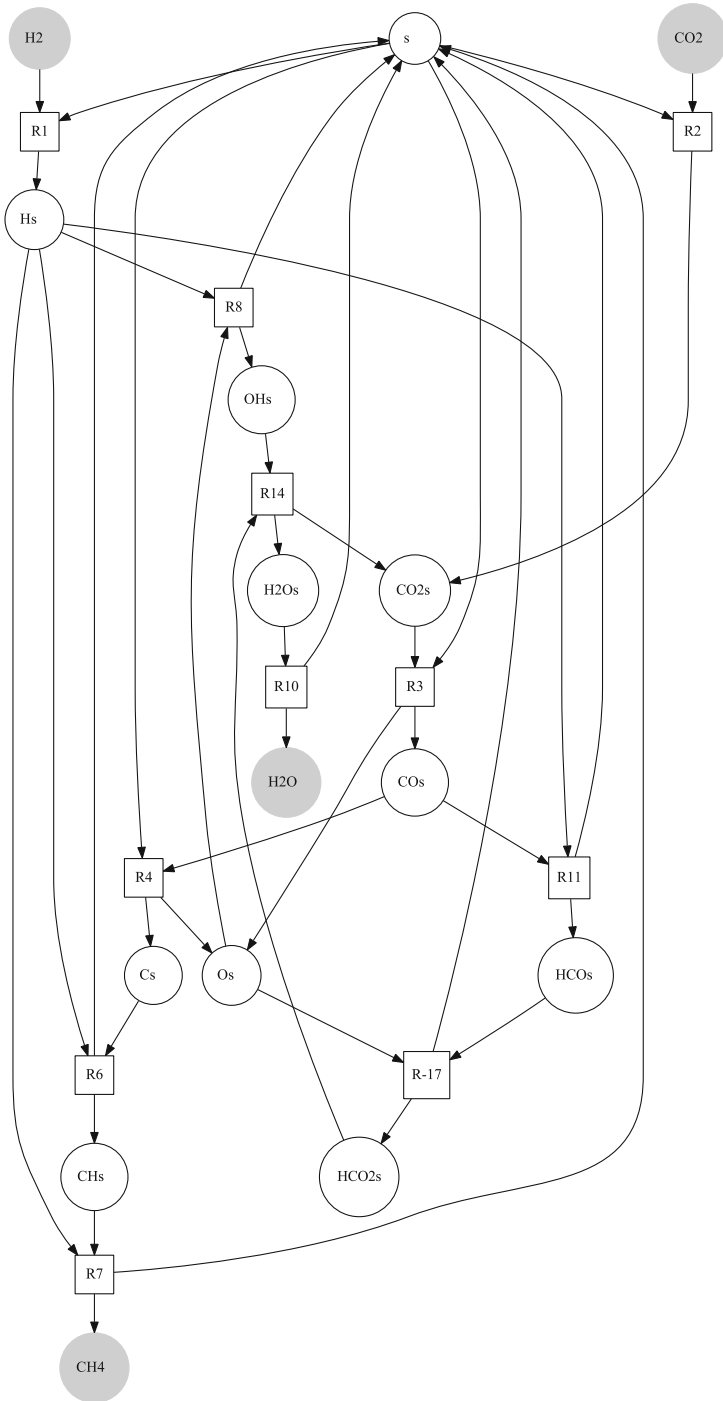 H2
s
CO2
R1
R2
Hs
R8
OHs
R14
H2Os
CO2s
R10
R3
H2O
COs
R4
R11
Cs
Os
HCOs
R6
R-17
CHs
HCO2s
R7
CH4